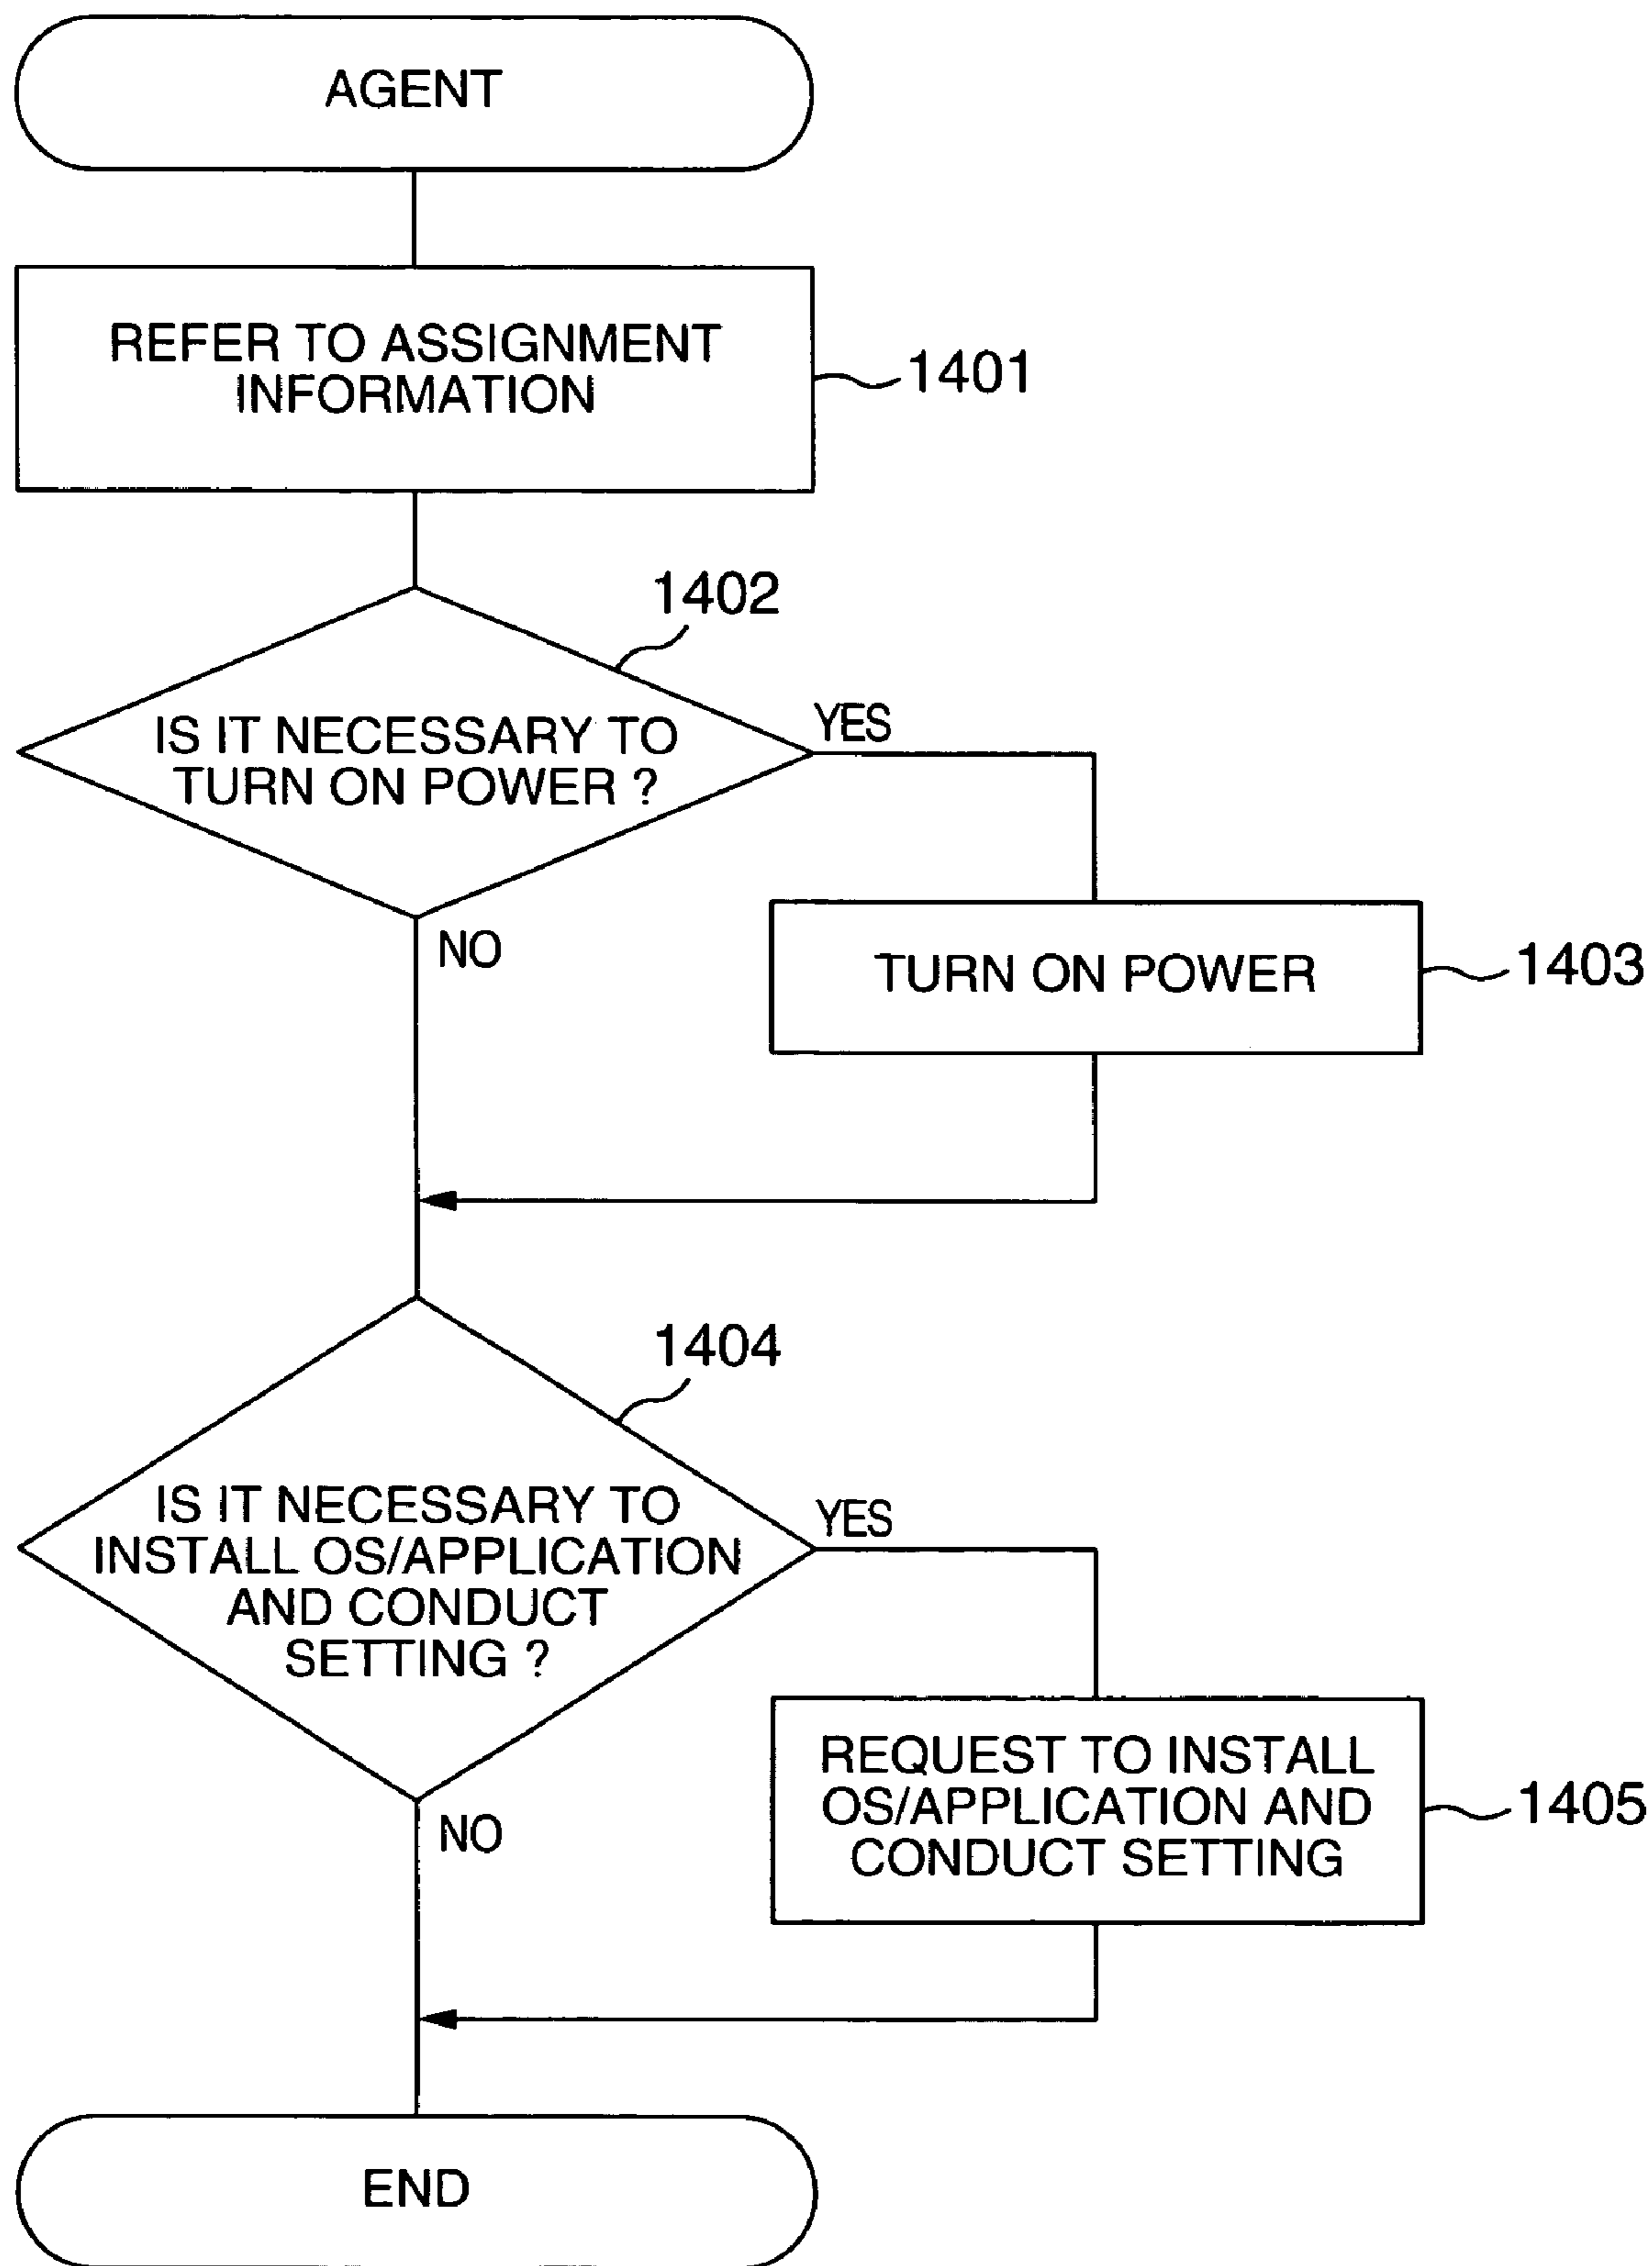 AGENT
REFER TO ASSIGNMENT
INFORMATION
1401
1402
IS IT NECESSARY TO
TURN ON POWER ?
YES
NO
TURN ON POWER
1403
1404
IS IT NECESSARY TO
INSTALL OS/APPLICATION
AND CONDUCT
SETTING ?
YES
NO
REQUEST TO INSTALL
OS/APPLICATION AND
CONDUCT SETTING
1405
END